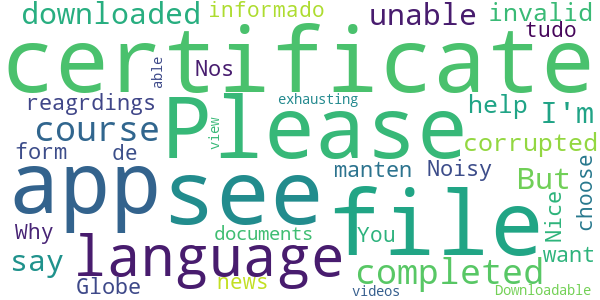 downloaded informado unable invalid
certificate tudo
Nos able
reagrdings Please exhausting help I'm
course view corrupted
form de app see manten Noisy But choose
file
Why language You Nice
say documents want
Globe news completed
videos Downloadable